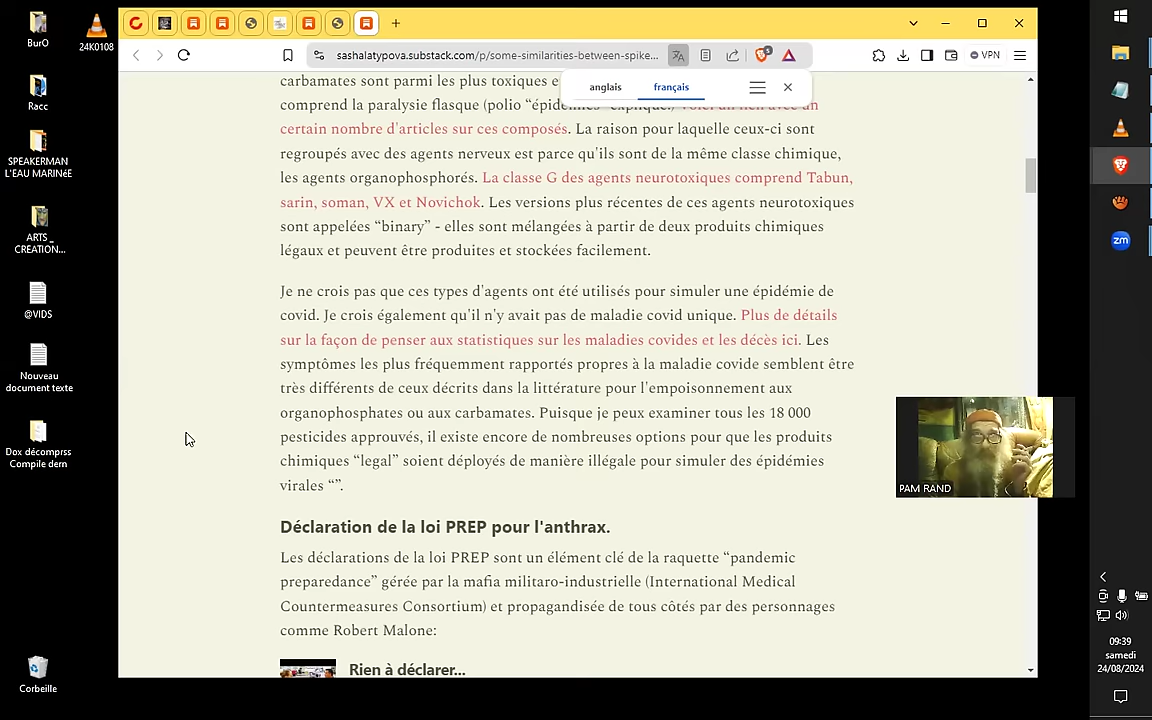 BurO
24K0108
Racc
SPEAKERMAN
L'EAU MARINéE
ARTS _
CREATION...
@VIDS
Nouveau
document texte
Dox décomprss
Compile dern
Corbeille
sashalatypova.substack.com/p/some-similarities-between-spike...
VPN
anglais français
carbamates sont parmi les plus toxiques e
comprend la paralysie flasque (polio
certain nombre d'articles sur ces composés. La raison pour laquelle ceux-ci sont
regroupés avec des agents nerveux est parce qu'ils sont de la même classe chimique,
les agents organophosphorés. La classe G des agents neurotoxiques comprend Tabun,
sarin, soman, VX et Novichok. Les versions plus récentes de ces agents neurotoxiques
sont appelées “binary” - elles sont mélangées à partir de deux produits chimiques
légaux et peuvent être produites et stockées facilement.
Je ne crois pas que ces types d'agents ont été utilisés pour simuler une épidémie de
covid. Je crois également qu'il n'y avait pas de maladie covid unique. Plus de détails
sur la façon de penser aux statistiques sur les maladies covides et les décès ici. Les
symptômes les plus fréquemment rapportés propres à la maladie covide semblent être
très différents de ceux décrits dans la littérature pour l'empoisonnement aux
organophosphates ou aux carbamates. Puisque je peux examiner tous les 18 000
pesticides approuvés, il existe encore de nombreuses options pour que les produits
chimiques “legal” soient déployés de manière illégale pour simuler des épidémies
virales “”.
Déclaration de la loi PREP pour l'anthrax.
Les déclarations de la loi PREP sont un élément clé de la raquette “pandemic
preparedance” gérée par la mafia militaro-industrielle (International Medical
Countermeasures Consortium) et propagandisée de tous côtés par des personnages
comme Robert Malone:
Rien à déclarer...
PAM RAND
zm
09:39
samedi
24/08/2024